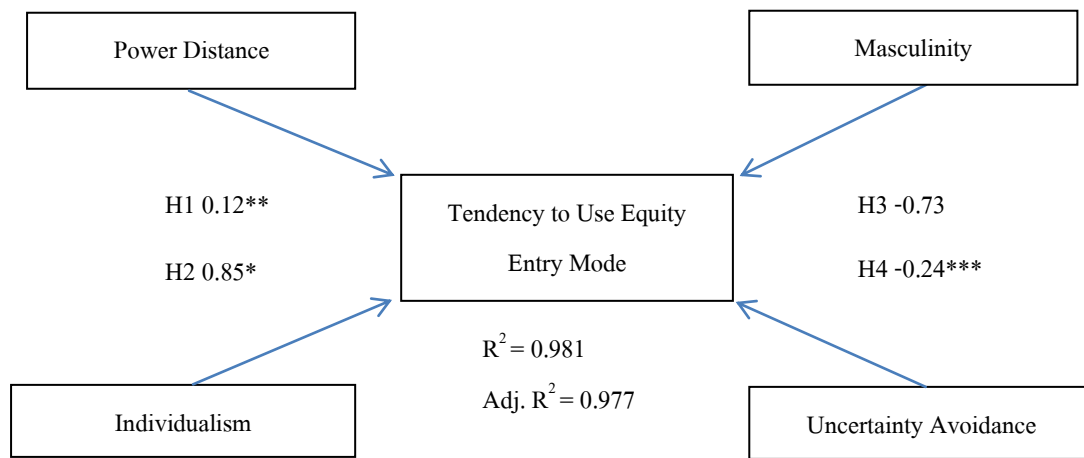 Power Distance
Masculinity
H1 0.12**
H2 0.85*
Tendency to Use Equity
Entry Mode
H3 -0.73
H4 -0.24***
R² = 0.981
Adj. R² = 0.977
Individualism
Uncertainty Avoidance